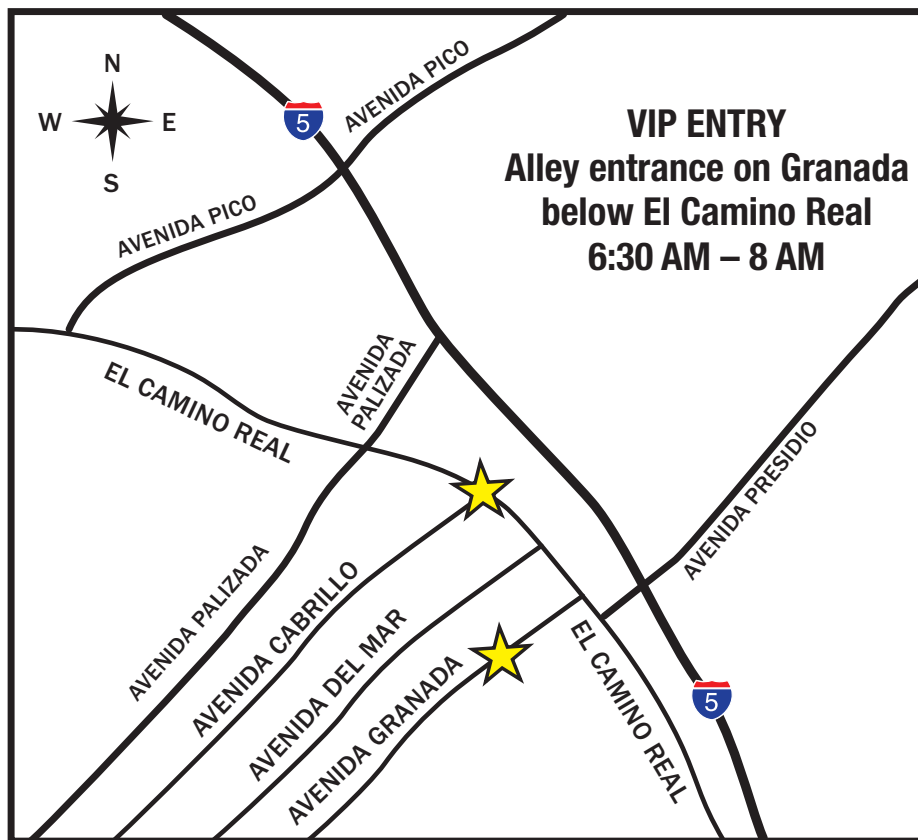 N
W
E
S
5
AVENIDA PICO
AVENIDA PICO
VIP ENTRY
Alley entrance on Granada
below El Camino Real
6:30 AM – 8 AM
EL CAMINO REAL
AVENIDA
PALIZADA
AVENIDA PRESIDIO
AVENIDA PALIZADA
AVENIDA CABRILLO
AVENIDA DEL MAR
AVENIDA GRANADA
EL CAMINO REAL
5